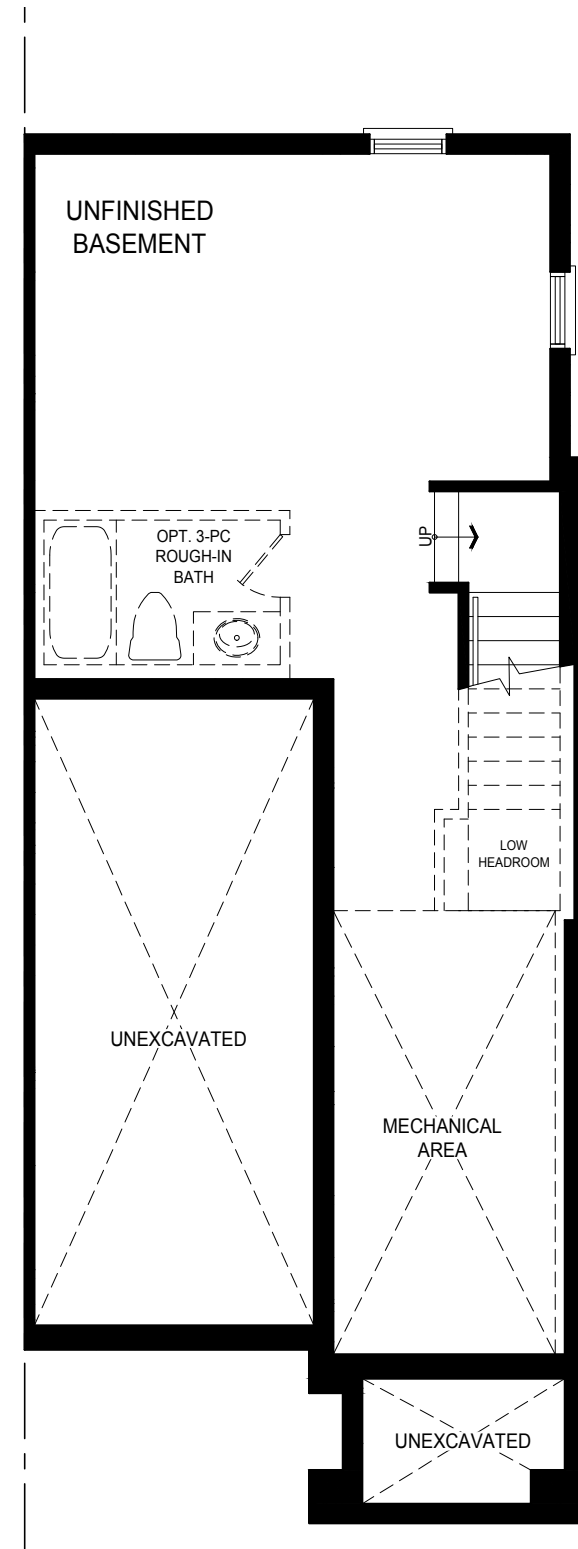 UNFINISHED
BASEMENT
OPT. 3-PC
ROUGH-IN
BATH
UP
LOW
HEADROOM
UNEXCAVATED
MECHANICAL
AREA
UNEXCAVATED